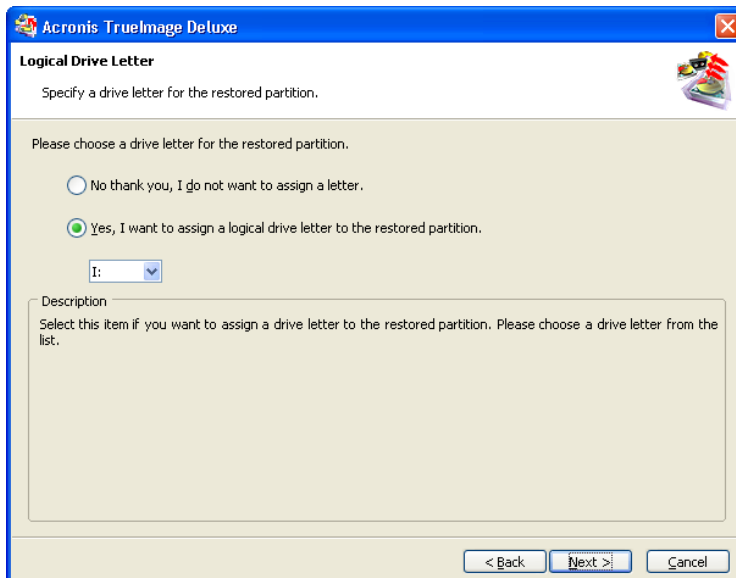 Acronis TrueImage Deluxe
Logical Drive Letter
Specify a drive letter for the restored partition.
Please choose a drive letter for the restored partition.
No thank you, I do not want to assign a letter.
Yes, I want to assign a logical drive letter to the restored partition.
I:
Description
Select this item if you want to assign a drive letter to the restored partition. Please choose a drive letter from the
list.
< Back Next > Cancel